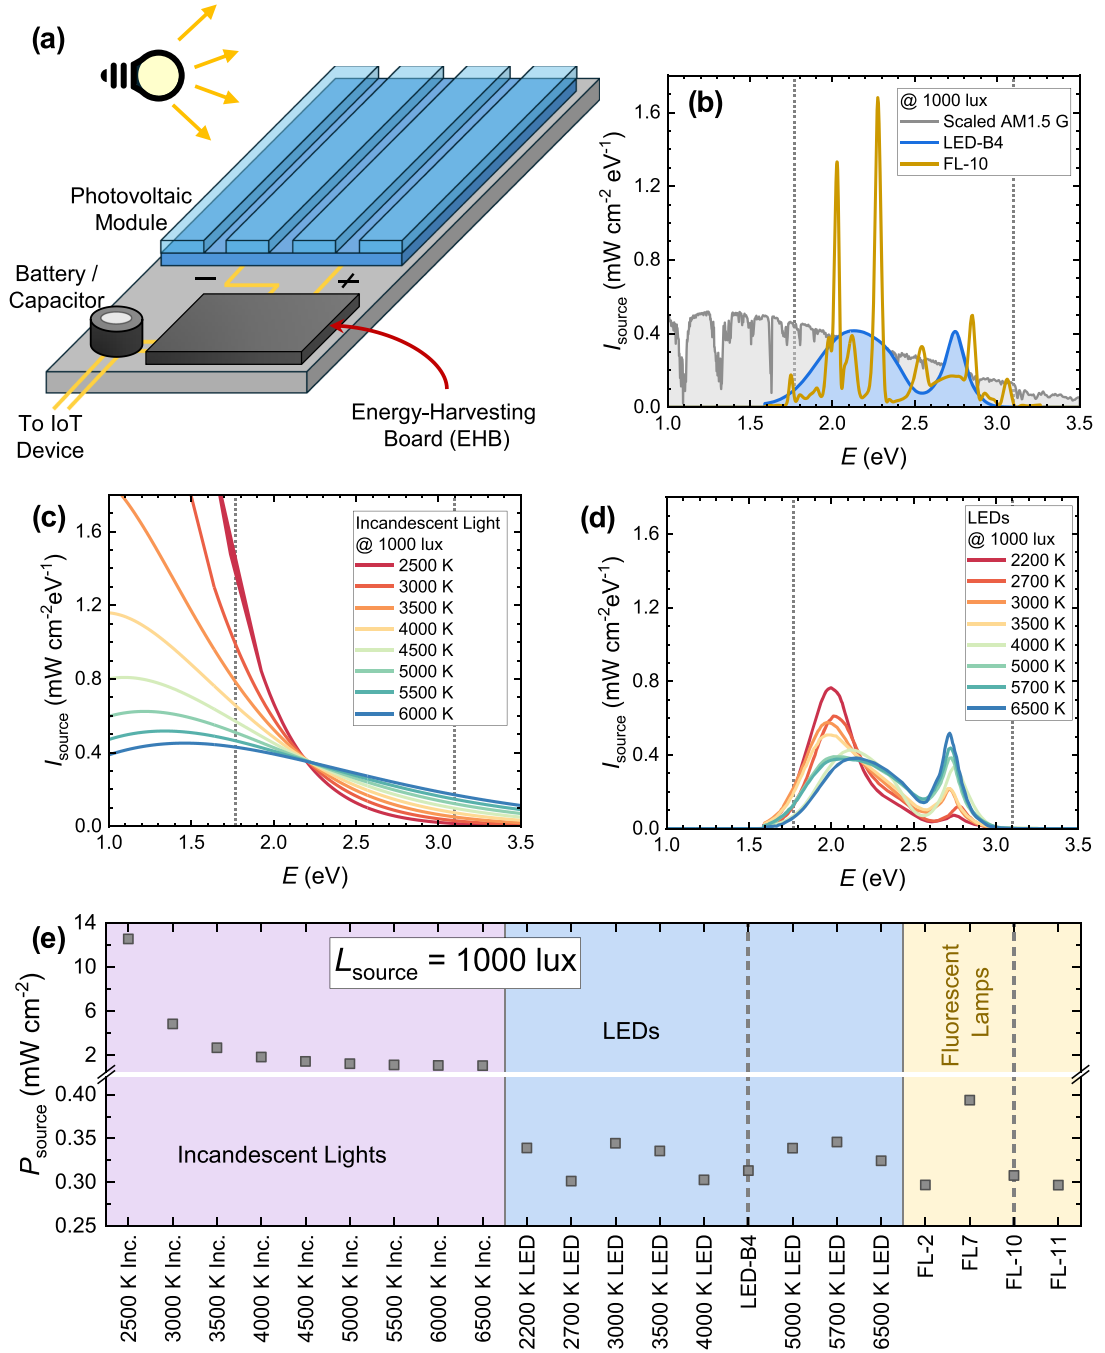 (a)
Photovoltaic
Module
Battery /
Capacitor
− +
To IoT
Device
Energy-Harvesting
Board (EHB)
(b)
@ 1000 lux
Scaled AM1.5 G
LED-B4
FL-10
I_source (mW cm⁻² eV⁻¹)
1.6
1.2
0.8
0.4
0.0
1.0 1.5 2.0 2.5 3.0 3.5
E (eV)
(c)
Incandescent Light
@ 1000 lux
2500 K
3000 K
3500 K
4000 K
4500 K
5000 K
5500 K
6000 K
I_source (mW cm⁻²eV⁻¹)
1.6
1.2
0.8
0.4
0.0
1.0 1.5 2.0 2.5 3.0 3.5
E (eV)
(d)
LEDs
@ 1000 lux
2200 K
2700 K
3000 K
3500 K
4000 K
5000 K
5700 K
6500 K
I_source (mW cm⁻²eV⁻¹)
1.6
1.2
0.8
0.4
0.0
1.0 1.5 2.0 2.5 3.0 3.5
E (eV)
(e)
L_source = 1000 lux
P_source (mW cm⁻²)
14
12
6
2
0.40
0.35
0.30
0.25
Incandescent Lights
LEDs
Fluorescent
Lamps
2500 K Inc.
3000 K Inc.
3500 K Inc.
4000 K Inc.
4500 K Inc.
5000 K Inc.
5500 K Inc.
6000 K Inc.
6500 K Inc.
2200 K LED
2700 K LED
3000 K LED
3500 K LED
4000 K LED
LED-B4
5000 K LED
5700 K LED
6500 K LED
FL-2
FL7
FL-10
FL-11